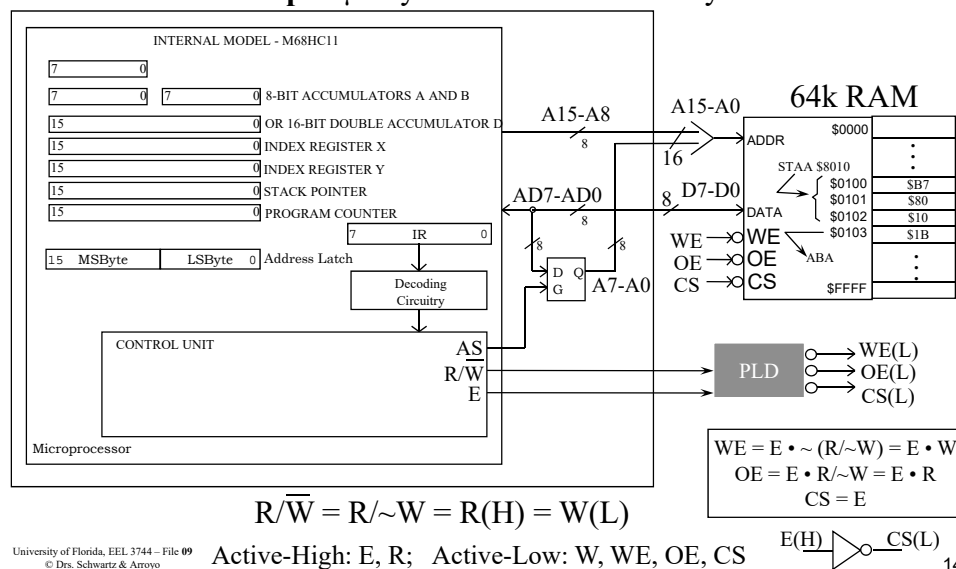 INTERNAL MODEL - M68HC11
7 0
7 0 7 0 8-BIT ACCUMULATORS A AND B
15 0 OR 16-BIT DOUBLE ACCUMULATOR D
15 0 INDEX REGISTER X
15 0 INDEX REGISTER Y
15 0 STACK POINTER
15 0 PROGRAM COUNTER
7 IR 0
15 MSByte LSByte 0 Address Latch
Decoding
Circuitry
CONTROL UNIT
AS
R/W̅
E
Microprocessor
A15-A8
8
AD7-AD0
8
8
D Q
G
8
A7-A0
A15-A0
16
D7-D0
8
64k RAM
ADDR
DATA
WE WE
OE OE
CS CS
$0000
STAA $8010
$0100 $B7
$0101 $80
$0102 $10
$0103 $1B
ABA
$FFFF
PLD
WE(L)
OE(L)
CS(L)
WE = E • ~ (R/~W) = E • W
OE = E • R/~W = E • R
CS = E
R/W̅ = R/~W = R(H) = W(L)
University of Florida, EEL 3744 – File 09
© Drs. Schwartz & Arroyo
Active-High: E, R; Active-Low: W, WE, OE, CS
E(H) CS(L)
14